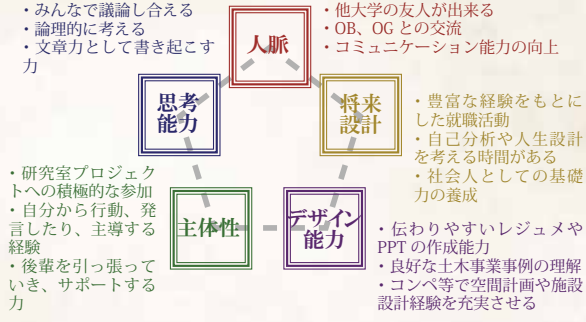 ・みんなで議論し合える
・論理的に考える
・文章力として書き起こす
力
人脈
・他大学の友人が出来る
・OB、OG との交流
・コミュニケーション能力の向上
思考
能力
将来
設計
・豊富な経験をもとに
した就職活動
・自己分析や人生設計
を考える時間がある
・社会人としての基礎
力の養成
・研究室プロジェク
トへの積極的な参加
・自分から行動、発
言したり、主導する
経験
・後輩を引っ張って
いき、サポートする
力
主体性
デザイン
能力
・伝わりやすいレジュメや
PPT の作成能力
・良好な土木事業事例の理解
・コンペ等で空間計画や施設
設計経験を充実させる